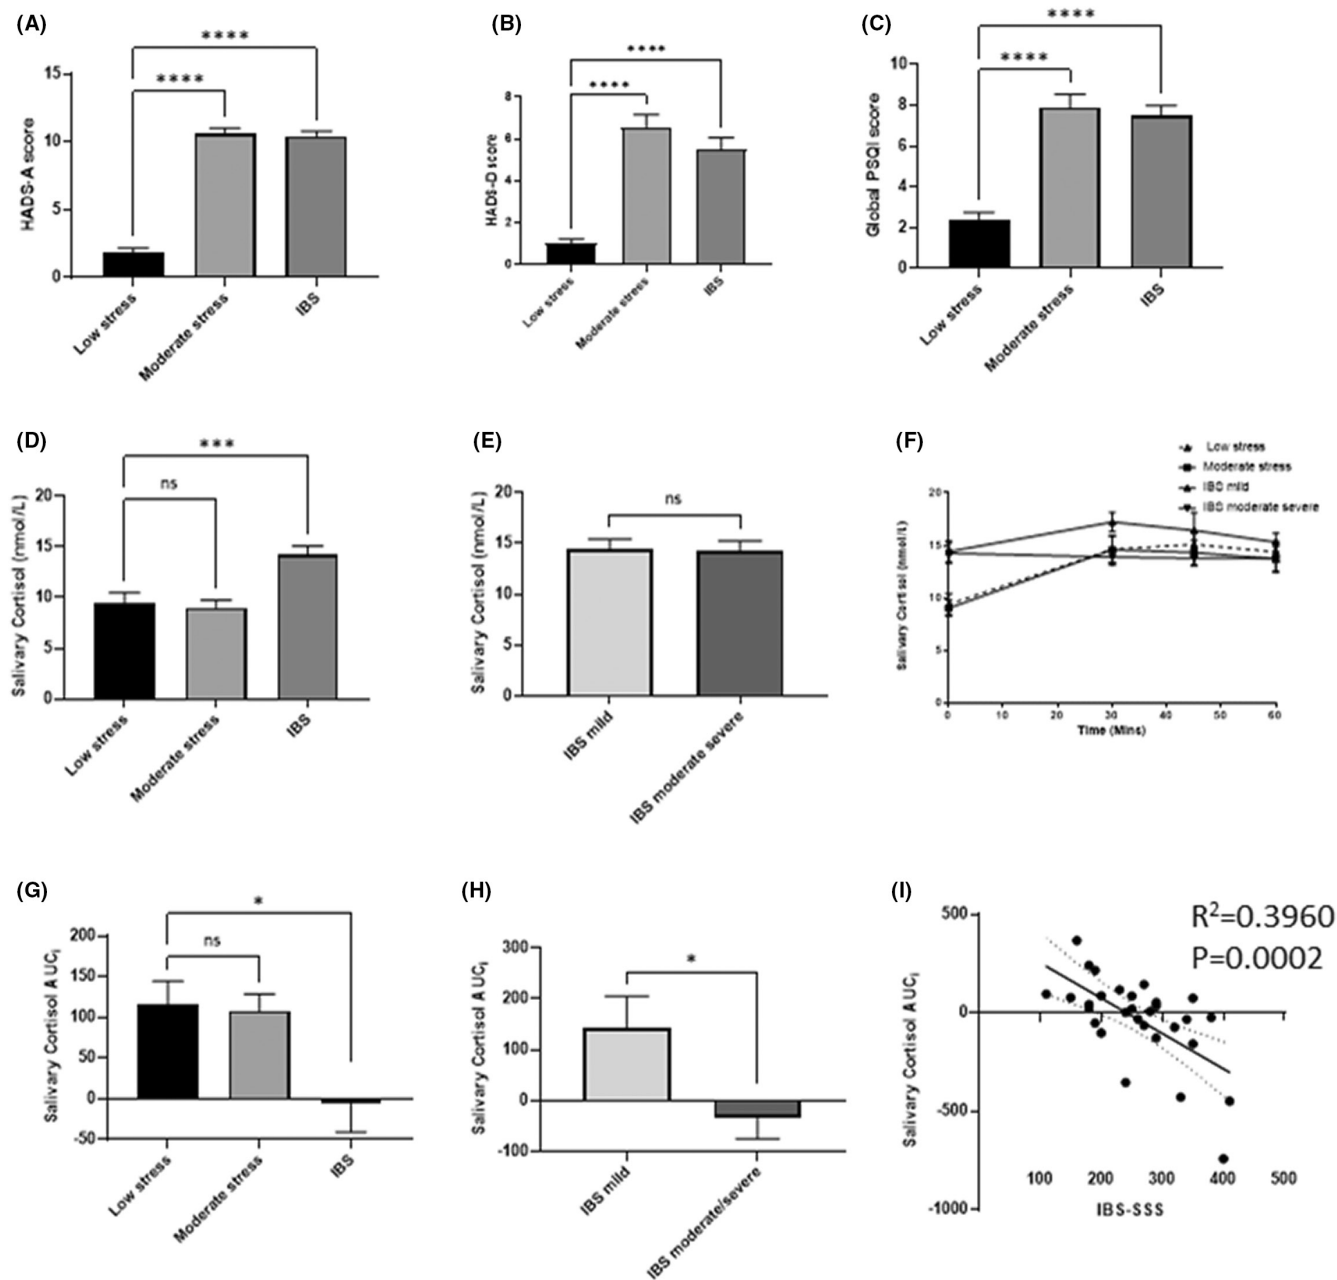 (A)
****
****
HADS-A score
15
10
5
0
Low stress
Moderate stress
IBS
(B)
****
****
HADS-D score
8
6
4
2
0
Low stress
Moderate stress
IBS
(C)
****
****
Global PSQI score
10
8
6
4
2
0
Low stress
Moderate stress
IBS
(D)
***
ns
Salivary Cortisol (nmol/L)
20
15
10
5
0
Low stress
Moderate stress
IBS
(E)
ns
Salivary Cortisol (nmol/L)
20
15
10
5
0
IBS mild
IBS moderate severe
(F)
Low stress
Moderate stress
IBS mild
IBS moderate severe
Salivary Cortisol (nmol/L)
20
15
10
5
0
0 10 20 30 40 50 60
Time (Mins)
(G)
*
ns
Salivary Cortisol AUCi
200
150
100
50
0
-50
Low stress
Moderate stress
IBS
(H)
*
Salivary Cortisol AUCi
300
200
100
0
-100
IBS mild
IBS moderate/severe
(I)
R²=0.3960
P=0.0002
Salivary Cortisol AUCi
500
0
-500
-1000
100 200 300 400 500
IBS-SSS